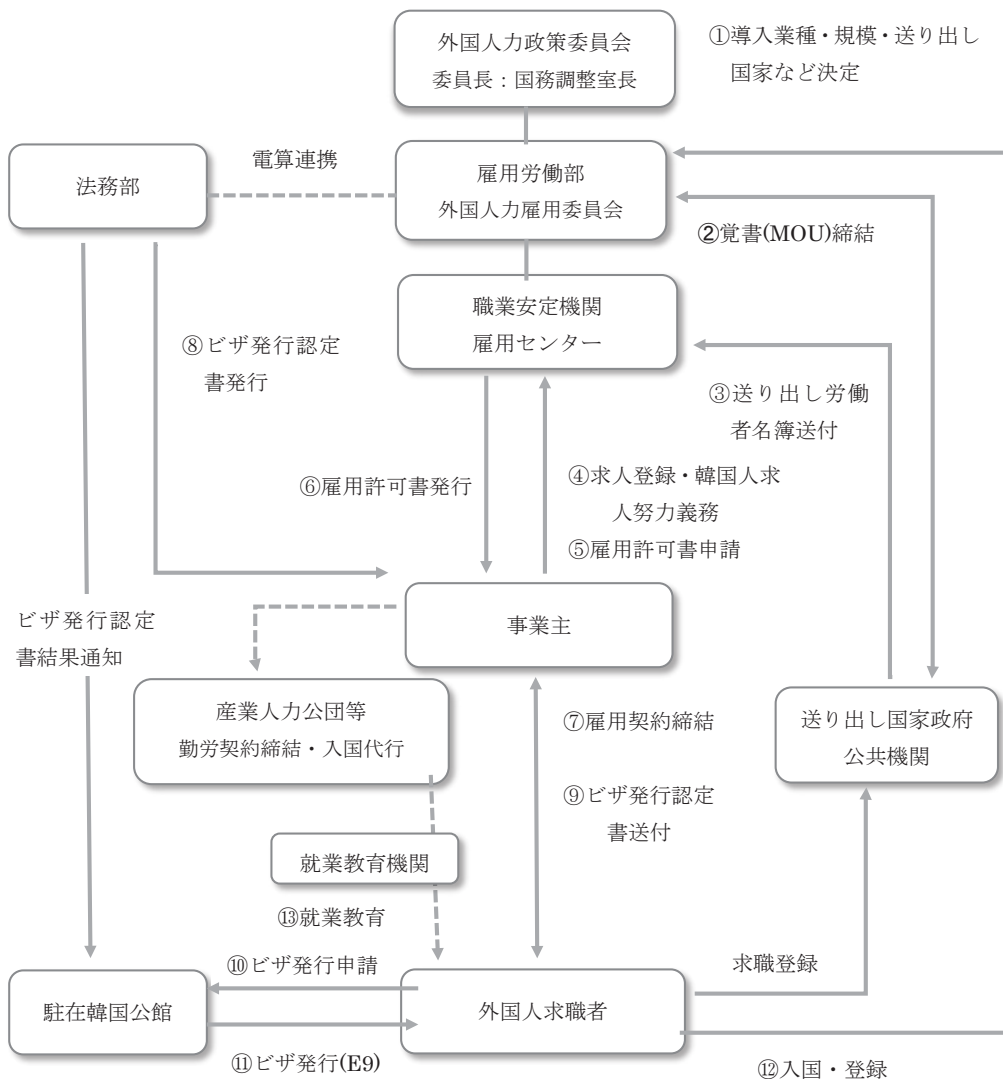 外国人力政策委員会
委員長：国務調整室長
①導入業種・規模・送り出し
国家など決定
法務部
電算連携
雇用労働部
外国人力雇用委員会
②覚書(MOU)締結
職業安定機関
雇用センター
⑧ビザ発行認定
書発行
③送り出し労働
者名簿送付
⑥雇用許可書発行
④求人登録・韓国人求
人努力義務
⑤雇用許可書申請
ビザ発行認定
書結果通知
事業主
産業人力公団等
勤労契約締結・入国代行
⑦雇用契約締結
送り出し国家政府
公共機関
⑨ビザ発行認定
書送付
就業教育機関
⑬就業教育
⑩ビザ発行申請
求職登録
駐在韓国公館
外国人求職者
⑪ビザ発行(E9)
⑫入国・登録